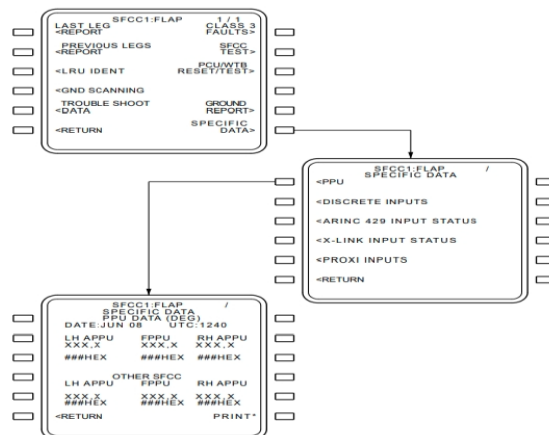 SFCC1:FLAP 1 / 1
LAST LEG CLASS 3
<REPORT FAULTS>
PREVIOUS LEGS SFCC
<REPORT TEST>
PCU/WTB
<LRU IDENT RESET/TEST>
<GND SCANNING
TROUBLE SHOOT GROUND
<DATA REPORT>
SPECIFIC
<RETURN DATA>
SFCC1:FLAP /
SPECIFIC DATA
<PPU
<DISCRETE INPUTS
<ARINC 429 INPUT STATUS
<X-LINK INPUT STATUS
<PROXI INPUTS
<RETURN
SFCC1:FLAP /
SPECIFIC DATA
PPU DATA (DEG)
DATE:JUN 08 UTC:1240
LH APPU FPPU RH APPU
XXX,X XXX,X XXX,X
###HEX ###HEX ###HEX
OTHER SFCC
LH APPU FPPU RH APPU
XXX,X XXX,X XXX,X
###HEX ###HEX ###HEX
<RETURN PRINT*